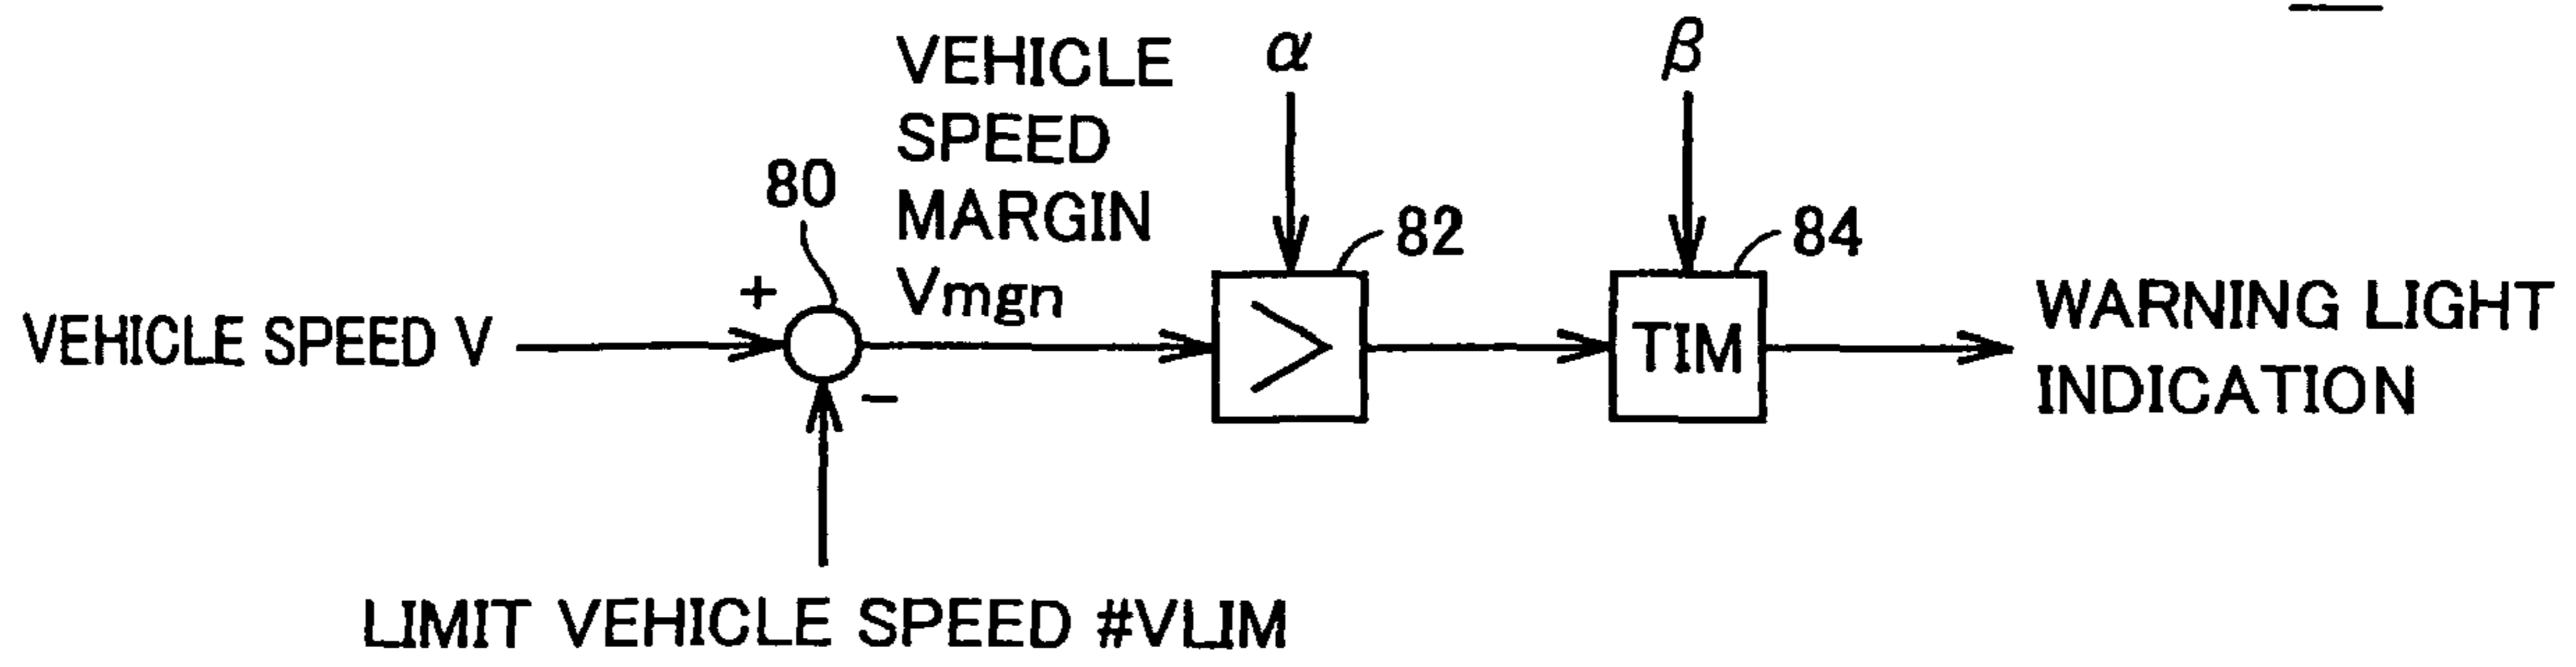 VEHICLE SPEED V
+
80
-
LIMIT VEHICLE SPEED #VLIM
VEHICLE
SPEED
MARGIN
Vmgn
α
>
82
β
TIM
84
WARNING LIGHT
INDICATION